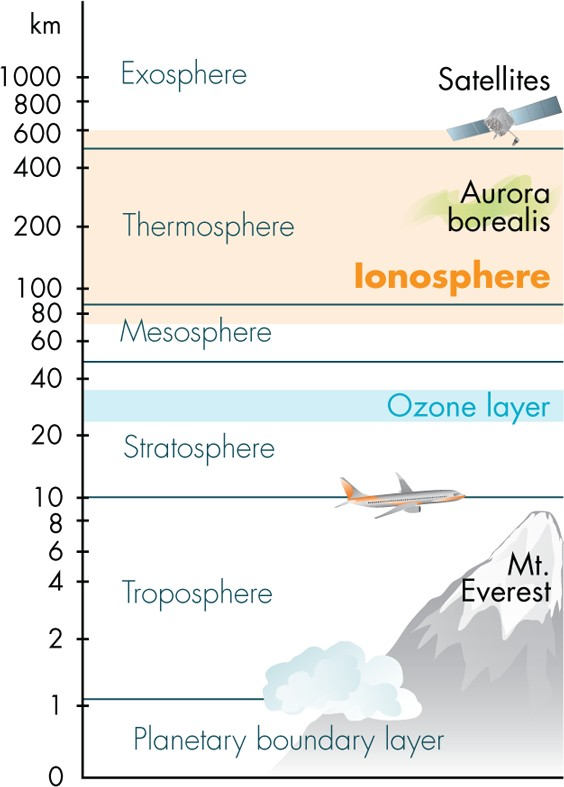 km
1000
Exosphere
Satellites
800
600
400
Aurora
borealis
200
Thermosphere
Ionosphere
100
80
Mesosphere
60
40
Ozone layer
20
Stratosphere
10
8
6
Mt.
Everest
4
Troposphere
2
1
Planetary boundary layer
0